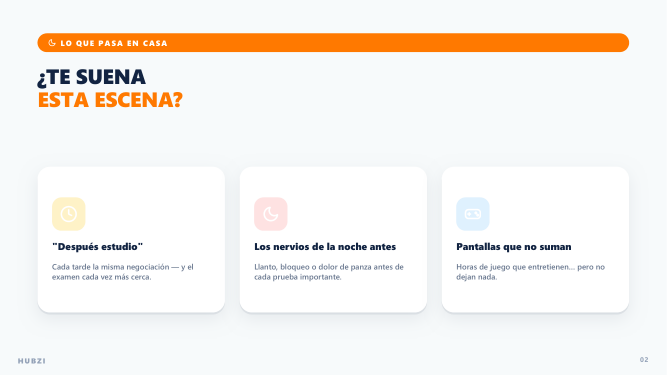 LO QUE PASA EN CASA
¿TE SUENA
ESTA ESCENA?
"Después estudio"
Cada tarde la misma negociación — y el
examen cada vez más cerca.
Los nervios de la noche antes
Llanto, bloqueo o dolor de panza antes de
cada prueba importante.
Pantallas que no suman
Horas de juego que entretienen... pero no
dejan nada.
HUBZI
02